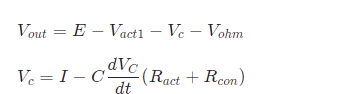 V_{out} = E - V_{act1} - V_c - V_{ohm}
V_c = I - C \frac{dV_C}{dt} (R_{act} + R_{con})